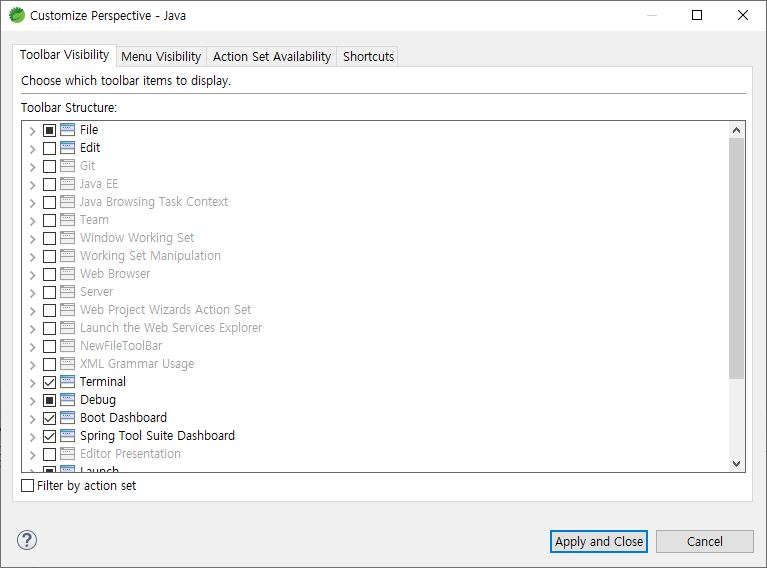 Customize Perspective - Java
Toolbar Visibility Menu Visibility Action Set Availability Shortcuts
Choose which toolbar items to display.
Toolbar Structure:
File
Edit
Git
Java EE
Java Browsing Task Context
Team
Window Working Set
Working Set Manipulation
Web Browser
Server
Web Project Wizards Action Set
Launch the Web Services Explorer
NewFileToolBar
XML Grammar Usage
Terminal
Debug
Boot Dashboard
Spring Tool Suite Dashboard
Editor Presentation
Launch
Filter by action set
? Apply and Close Cancel